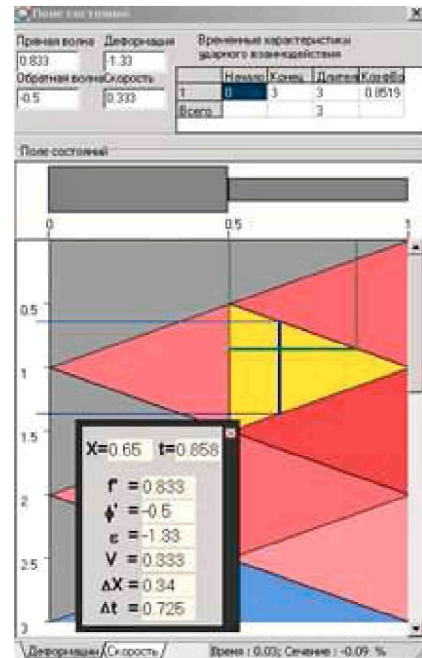 Поле состояний
Прямая волна Деформация
0.833 -1.33
Обратная волна Скорость
-0.5 0.333
Временные характеристики
ударного взаимодействия
Начало Конец Длител КоэфВо
1 0 3 3 0.8519
Всего 3
Поле состояний
0 0.5 1
0.5
1
1.5
2
2.5
3
X=0.65 t=0.858
f' =0.833
ϕ' =-0.5
ε =-1.33
V =0.333
ΔX =0.34
Δt =0.725
Деформации Скорость Время : 0.03; Сечение : -0.09 %